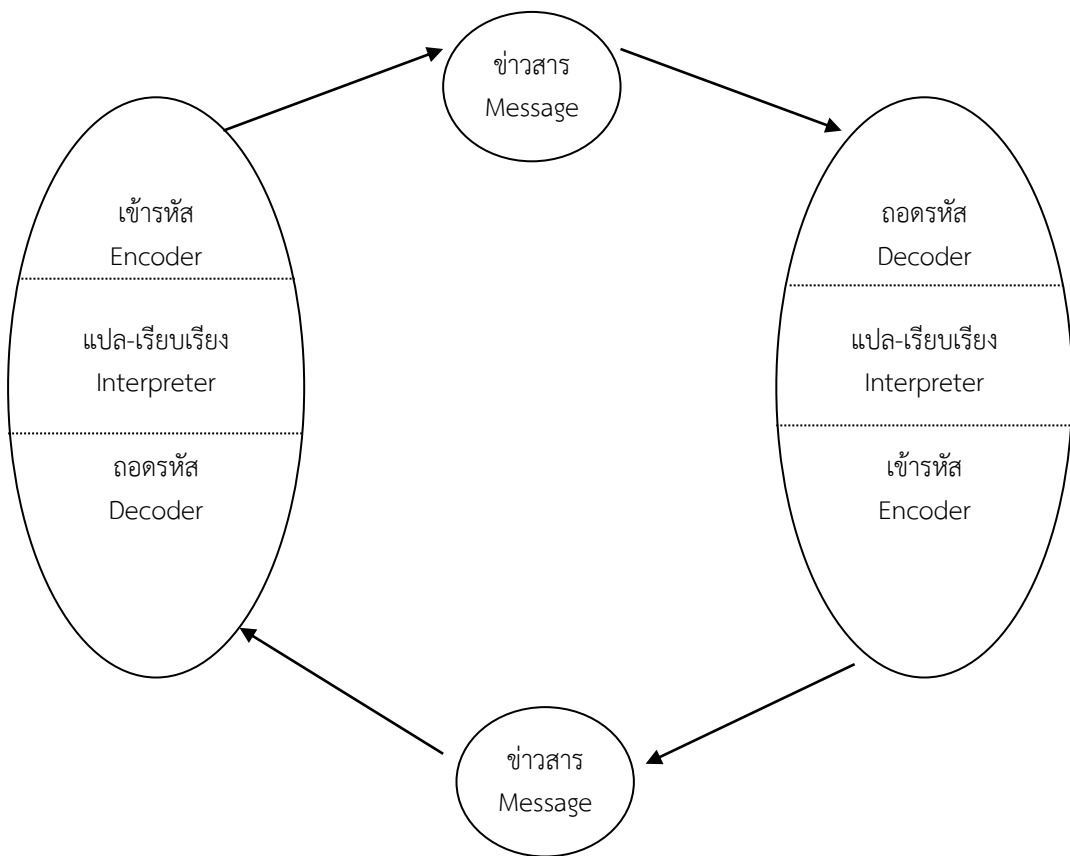 ข่าวสาร
Message
เข้ารหัส
Encoder
แปล-เรียบเรียง
Interpreter
ถอดรหัส
Decoder
ถอดรหัส
Decoder
แปล-เรียบเรียง
Interpreter
เข้ารหัส
Encoder
ข่าวสาร
Message